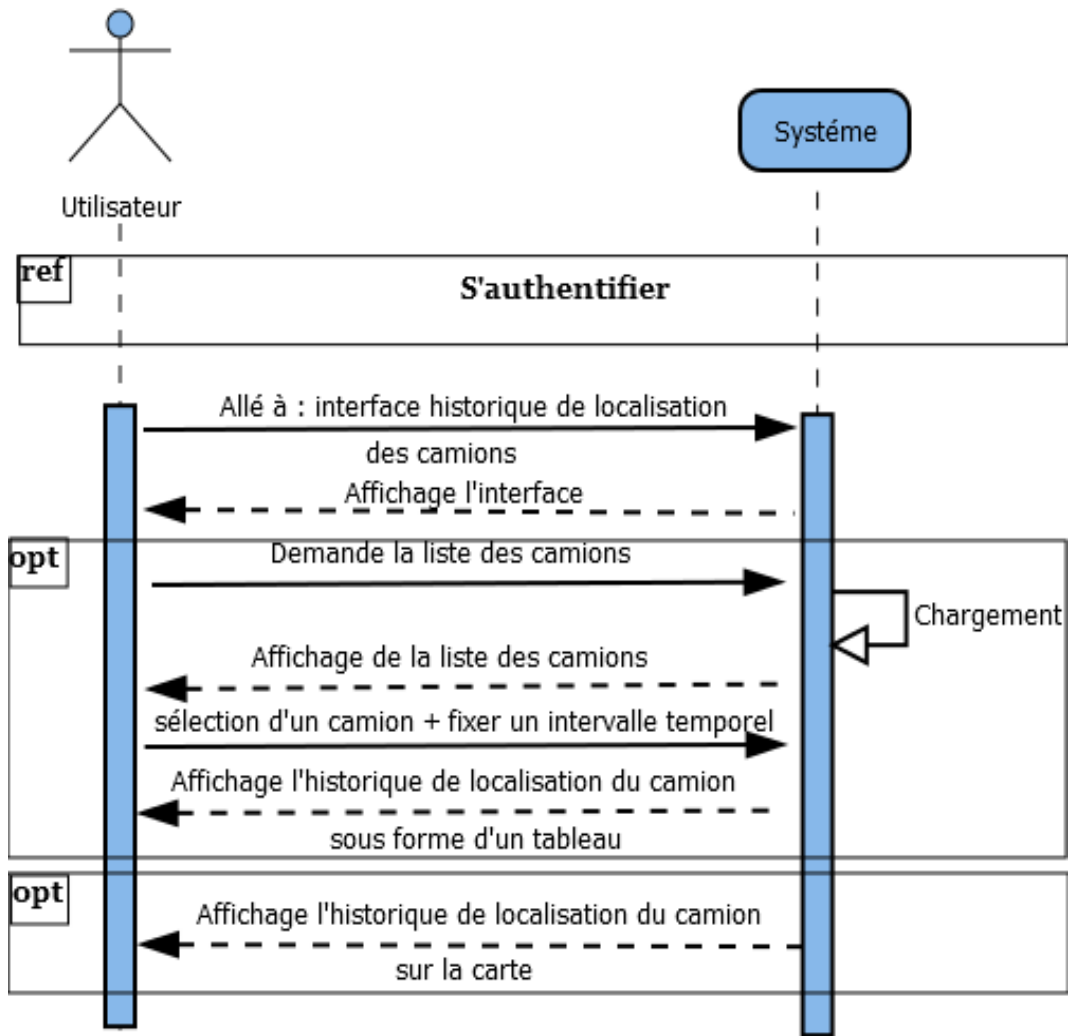 Systéme
Utilisateur
ref
S'authentifier
Allé à : interface historique de localisation
des camions
Affichage l'interface
opt
Demande la liste des camions
Chargement
Affichage de la liste des camions
sélection d'un camion + fixer un intervalle temporel
Affichage l'historique de localisation du camion
sous forme d'un tableau
opt
Affichage l'historique de localisation du camion
sur la carte